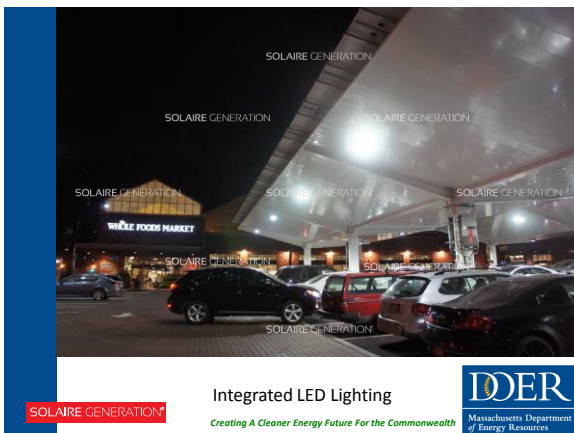 SOLAIRE GENERATION
SOLAIRE GENERATION
SOLAIRE GENERATION
SOLAIRE GENERATION
SOLAIRE GENERATION
SOLAIRE GENERATION
WHOLE FOODS MARKET
SOLAIRE GENERATION
SOLAIRE GENERATION
SOLAIRE GENERATION
Integrated LED Lighting
SOLAIRE GENERATION®
Creating A Cleaner Energy Future For the Commonwealth
DOER
Massachusetts Department
of Energy Resources